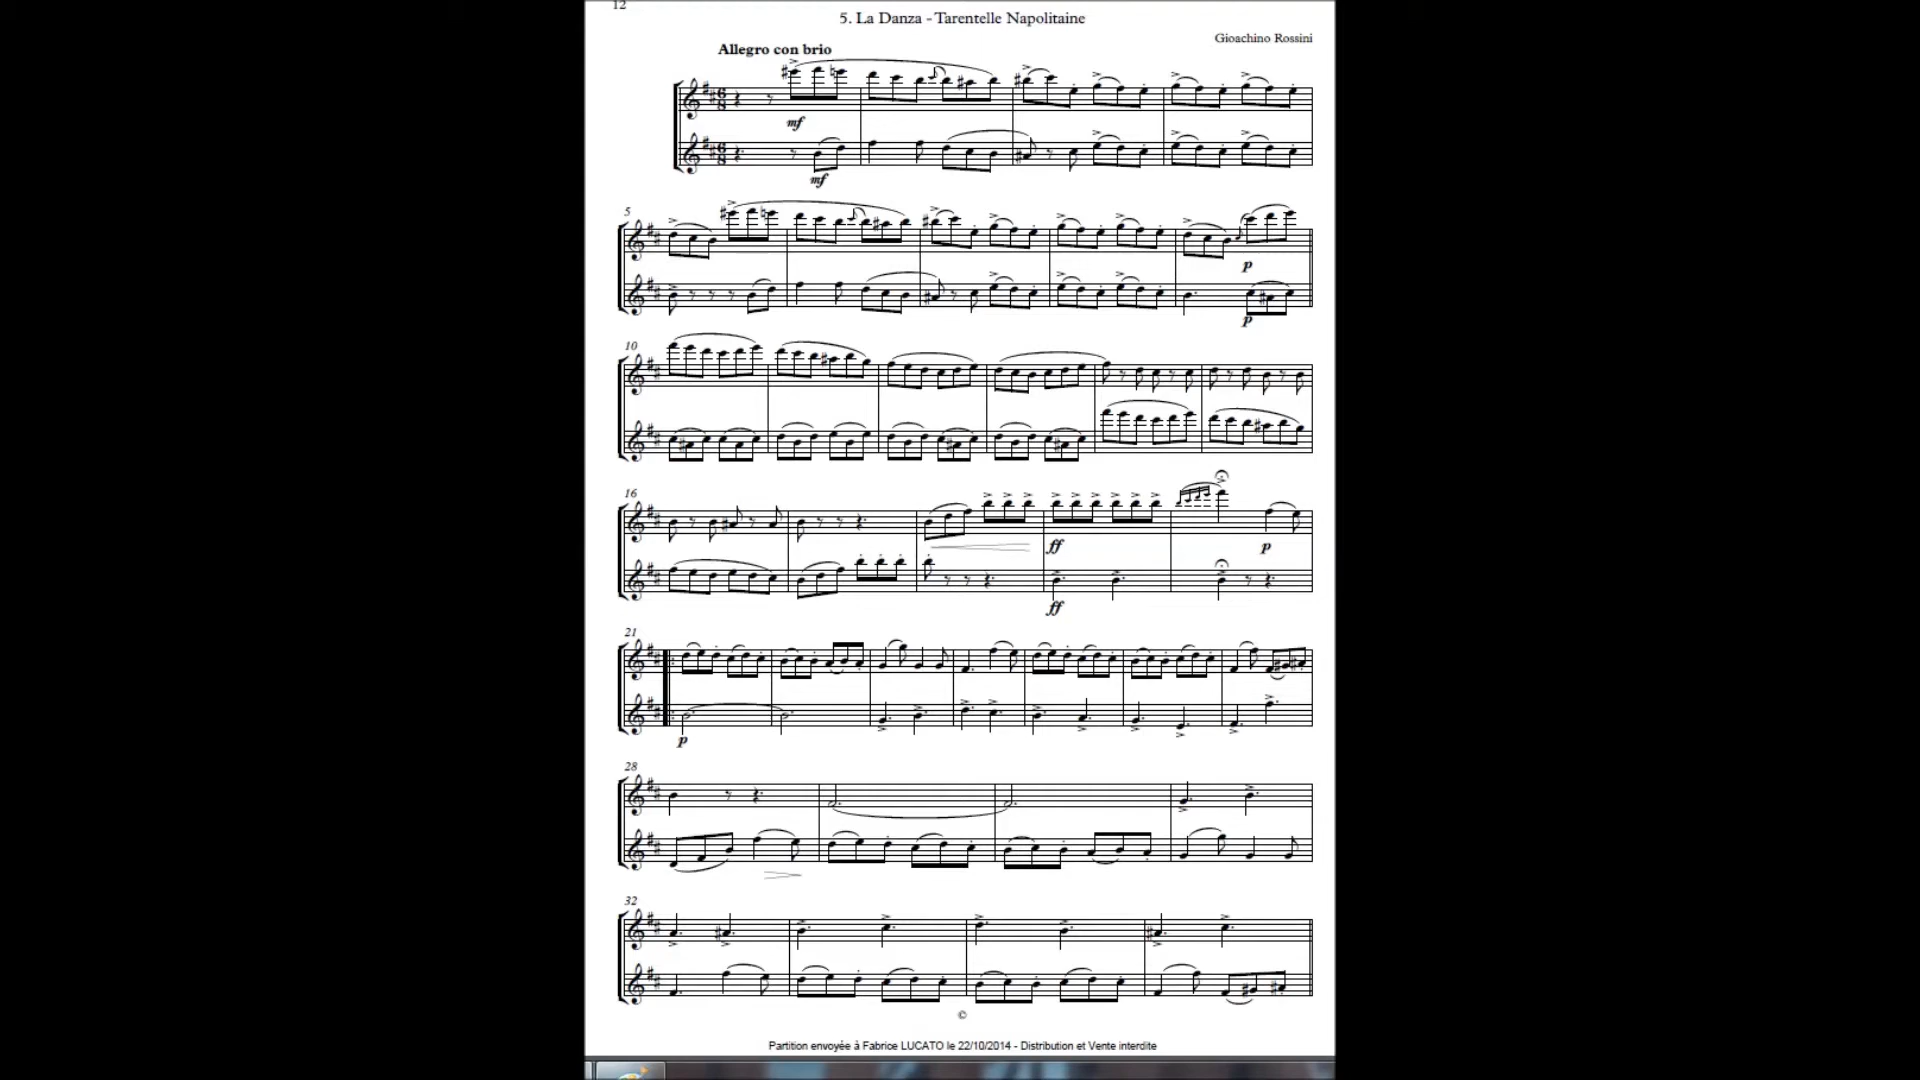 12
5. La Danza - Tarentelle Napolitaine
Gioachino Rossini
Allegro con brio
mf
mf
5
p
p
10
16
ff
p
ff
21
p
28
32
©
Partition envoyée à Fabrice LUCATO le 22/10/2014 - Distribution et Vente interdite